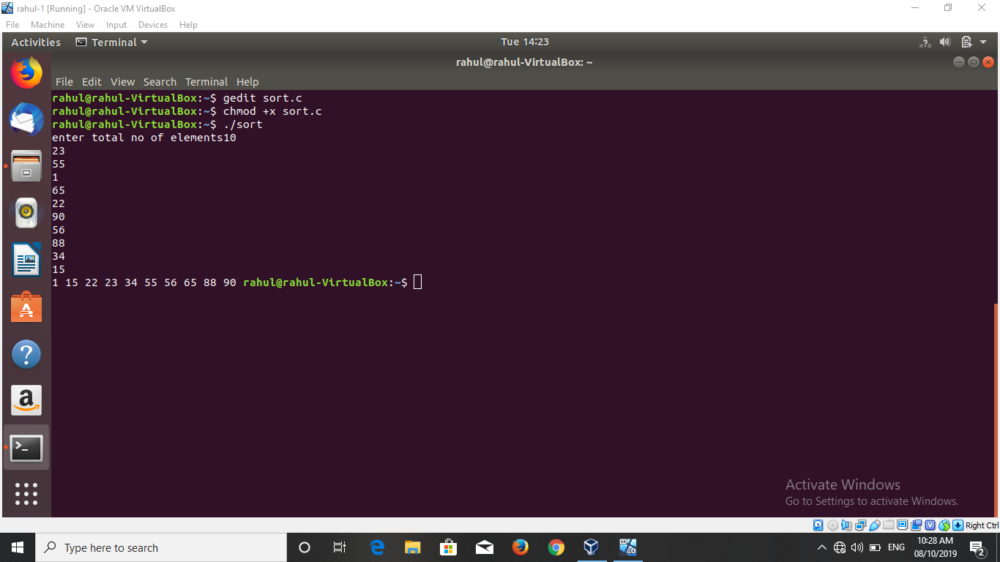 rahul-1 [Running] - Oracle VM VirtualBox
File Machine View Input Devices Help
Activities Terminal Tue 14:23
rahul@rahul-VirtualBox: ~
File Edit View Search Terminal Help
rahul@rahul-VirtualBox:~$ gedit sort.c
rahul@rahul-VirtualBox:~$ chmod +x sort.c
rahul@rahul-VirtualBox:~$ ./sort
enter total no of elements10
23
55
1
65
22
90
56
88
34
15
1 15 22 23 34 55 56 65 88 90 rahul@rahul-VirtualBox:~$
Activate Windows
Go to Settings to activate Windows.
Right Ctrl
Type here to search
ENG
10:28 AM
08/10/2019
2